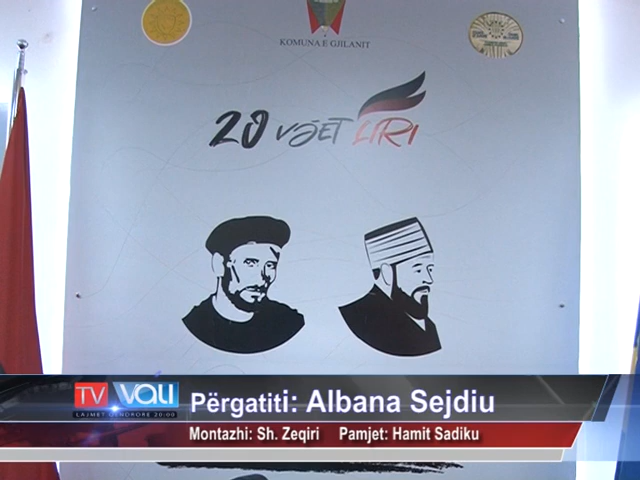 KOMUNA E GJILANIT
20 VJET LIRI
TV VALI
LAJMET QENDRORE 20:00
Përgatiti: Albana Sejdiu
Montazhi: Sh. Zeqiri Pamjet: Hamit Sadiku